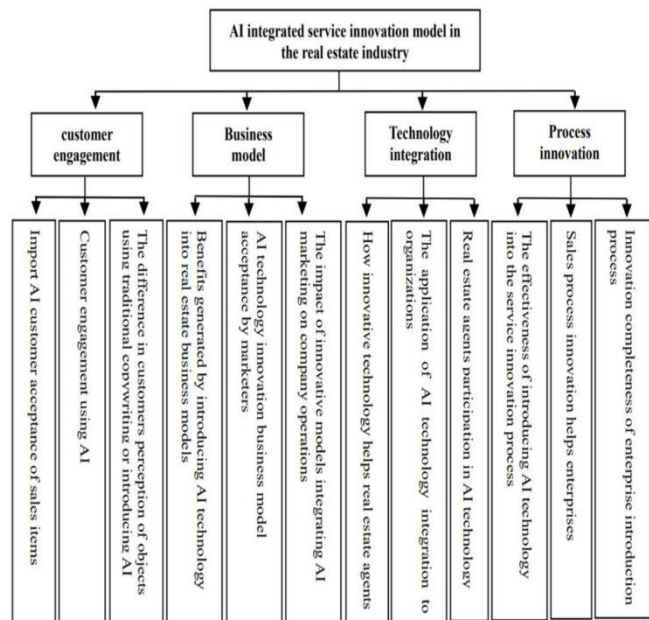 AI integrated service innovation model in
the real estate industry
customer
engagement
Business
model
Technology
integration
Process
innovation
Import AI customer acceptance of sales items
Customer engagement using AI
The difference in customers perception of objects
using traditional copywriting or introducing AI
Benefits generated by introducing AI technology
into real estate business models
AI technology innovation business model
acceptance by marketers
The impact of innovative models integrating AI
marketing on company operations
How innovative technology helps real estate agents
The application of AI technology integration to
organizations
Real estate agents participation in AI technology
The effectiveness of introducing AI technology
into the service innovation process
Sales process innovation helps enterprises
Innovation completeness of enterprise introduction
process